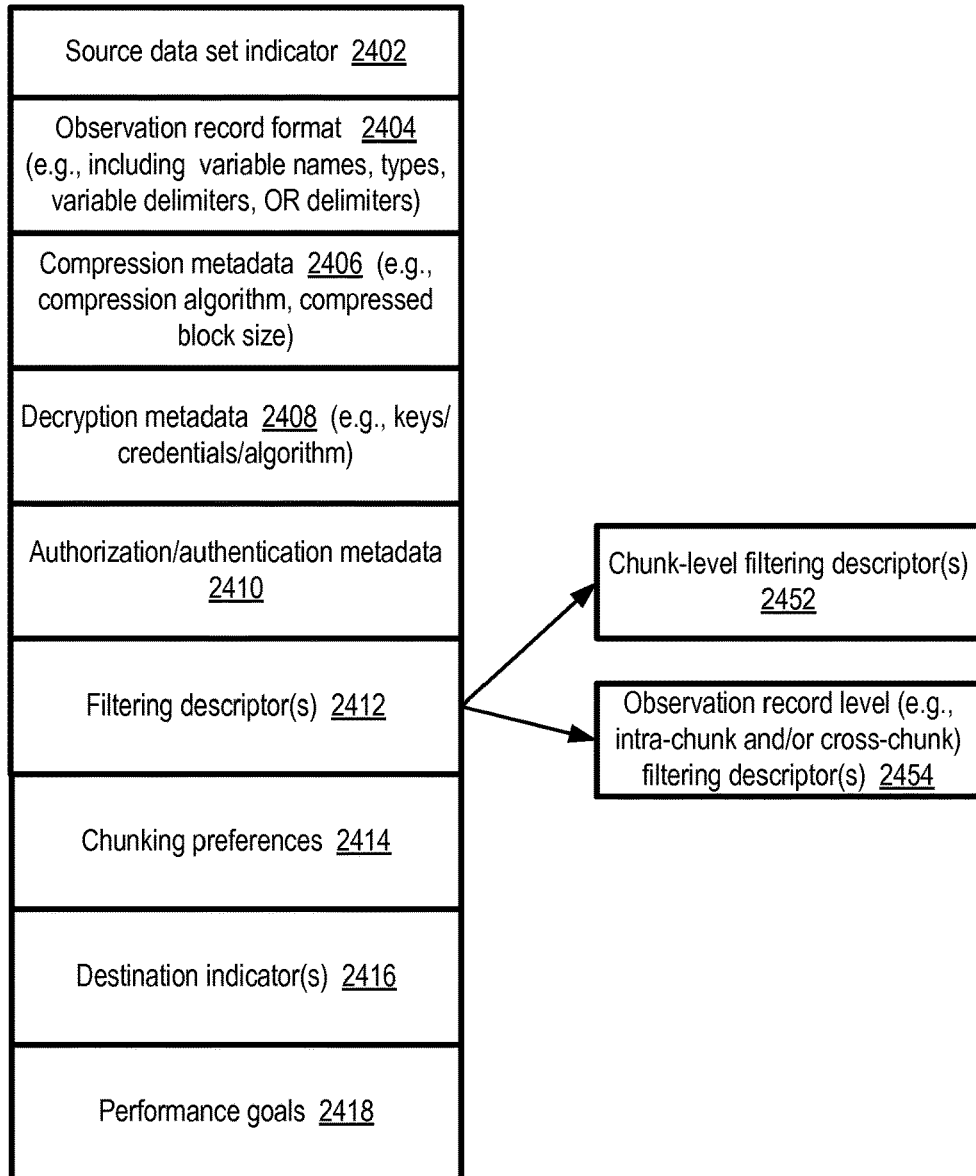 Source data set indicator 2402
Observation record format 2404
(e.g., including variable names, types,
variable delimiters, OR delimiters)
Compression metadata 2406 (e.g.,
compression algorithm, compressed
block size)
Decryption metadata 2408 (e.g., keys/
credentials/algorithm)
Authorization/authentication metadata
2410
Filtering descriptor(s) 2412
Chunk-level filtering descriptor(s)
2452
Observation record level (e.g.,
intra-chunk and/or cross-chunk)
filtering descriptor(s) 2454
Chunking preferences 2414
Destination indicator(s) 2416
Performance goals 2418